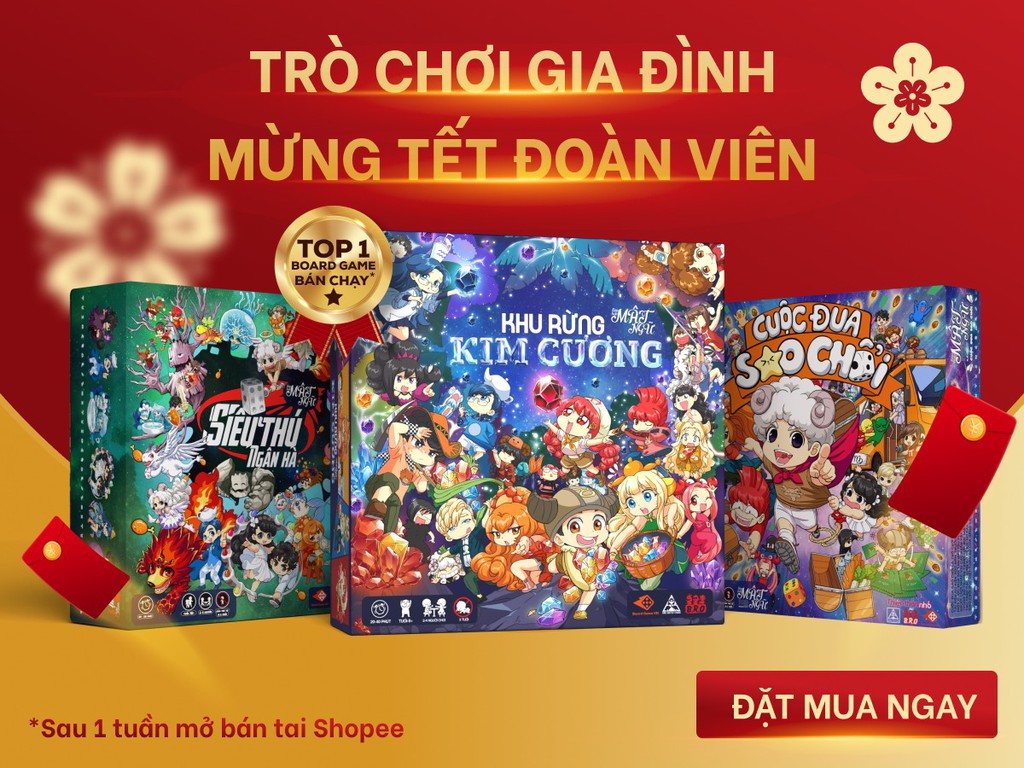 TRÒ CHƠI GIA ĐÌNH
MỪNG TẾT ĐOÀN VIÊN
TOP 1
BOARD GAME
BÁN CHẠY*
SIÊU THÚ
NGÂN HÀ
MẬT
NGỮ
KHU RỪNG
KIM CƯƠNG
MẬT
NGỮ
CUỘC ĐUA
SAO CHỔI
MẬT
NGỮ
B.R.O
B.R.O
*Sau 1 tuần mở bán tai Shopee
ĐẶT MUA NGAY